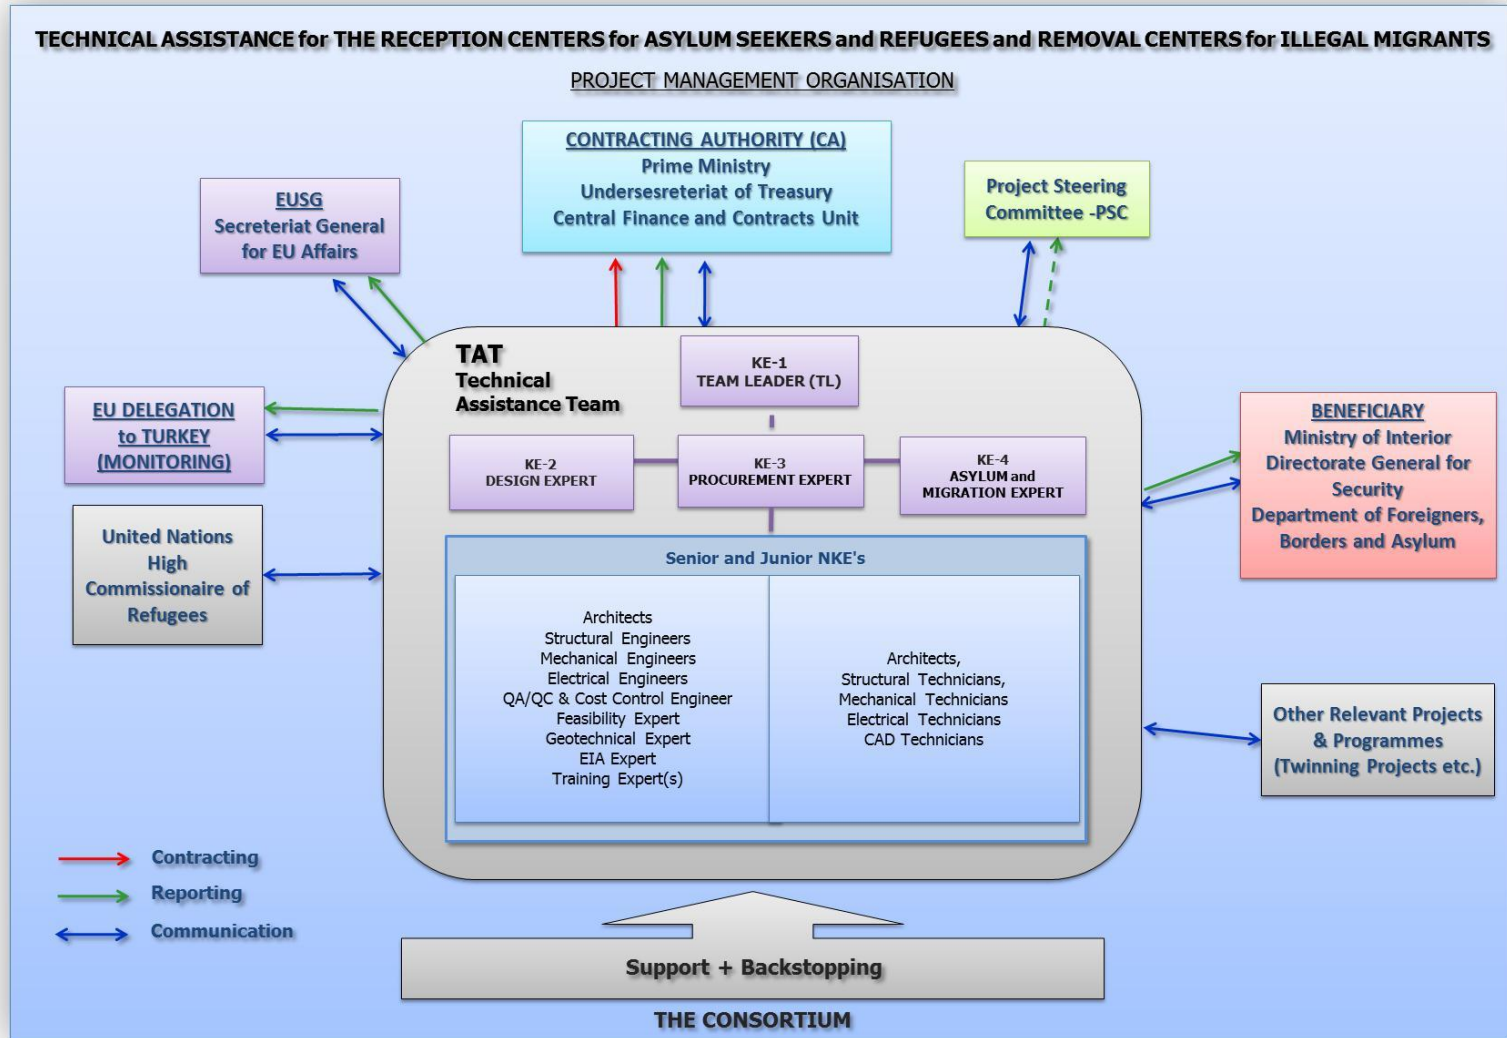 TECHNICAL ASSISTANCE for THE RECEPTION CENTERS for ASYLUM SEEKERS and REFUGEES and REMOVAL CENTERS for ILLEGAL MIGRANTS
PROJECT MANAGEMENT ORGANISATION
CONTRACTING AUTHORITY (CA)
Prime Ministry
Undersesreteriat of Treasury
Central Finance and Contracts Unit
EUSG
Secreteriat General
for EU Affairs
Project Steering
Committee -PSC
TAT
Technical
Assistance Team
KE-1
TEAM LEADER (TL)
EU DELEGATION
to TURKEY
(MONITORING)
KE-2
DESIGN EXPERT
KE-3
PROCUREMENT EXPERT
KE-4
ASYLUM and
MIGRATION EXPERT
BENEFICIARY
Ministry of Interior
Directorate General for
Security
Department of Foreigners,
Borders and Asylum
United Nations
High
Commissionaire of
Refugees
Senior and Junior NKE's
Architects
Structural Engineers
Mechanical Engineers
Electrical Engineers
QA/QC & Cost Control Engineer
Feasibility Expert
Geotechnical Expert
EIA Expert
Training Expert(s)
Architects,
Structural Technicians,
Mechanical Technicians
Electrical Technicians
CAD Technicians
Other Relevant Projects
& Programmes
(Twinning Projects etc.)
Contracting
Reporting
Communication
Support + Backstopping
THE CONSORTIUM